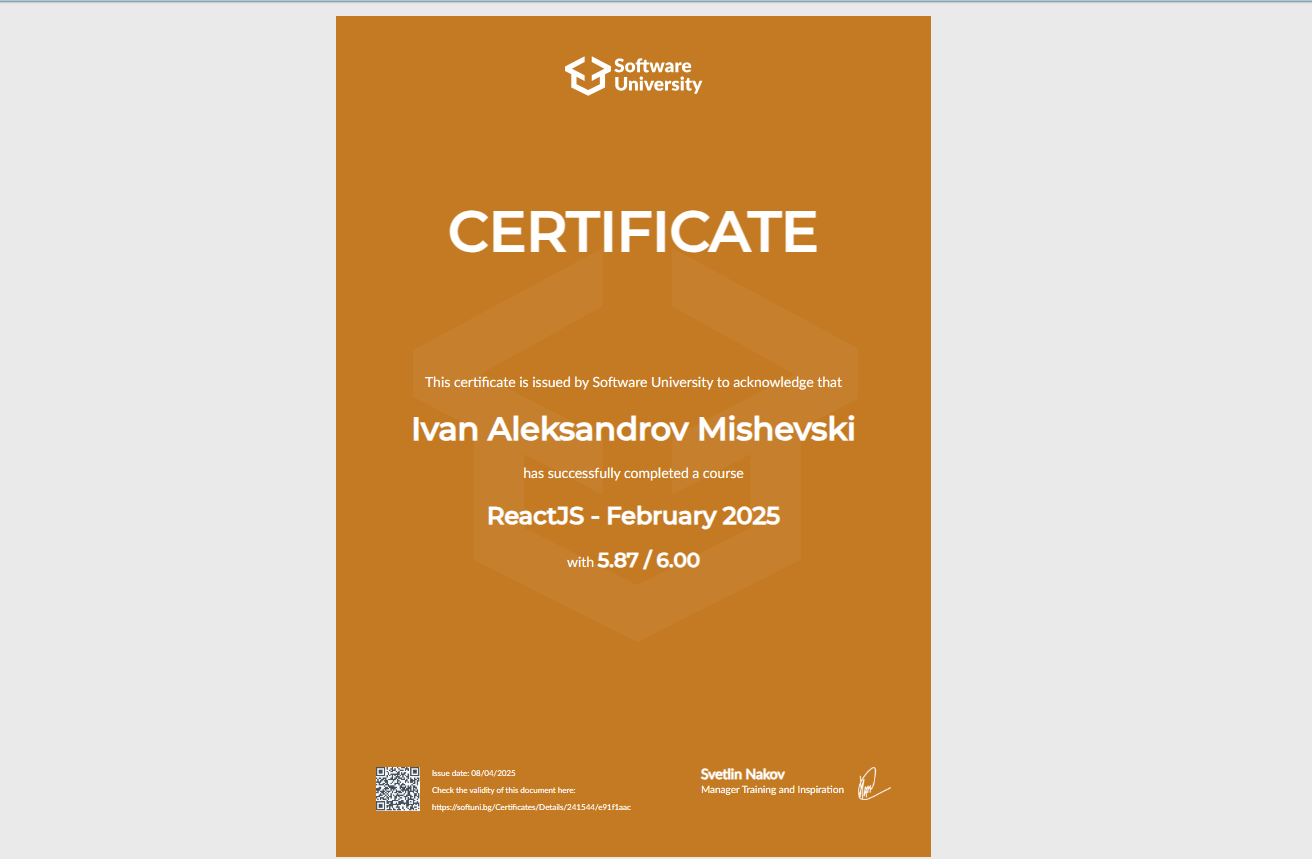 Software
University
CERTIFICATE
This certificate is issued by Software University to acknowledge that
Ivan Aleksandrov Mishevski
has successfully completed a course
ReactJS - February 2025
with 5.87 / 6.00
Issue date: 08/04/2025
Check the validity of this document here:
https://softuni.bg/Certificates/Details/241544/e91f1aac
Svetlin Nakov
Manager Training and Inspiration